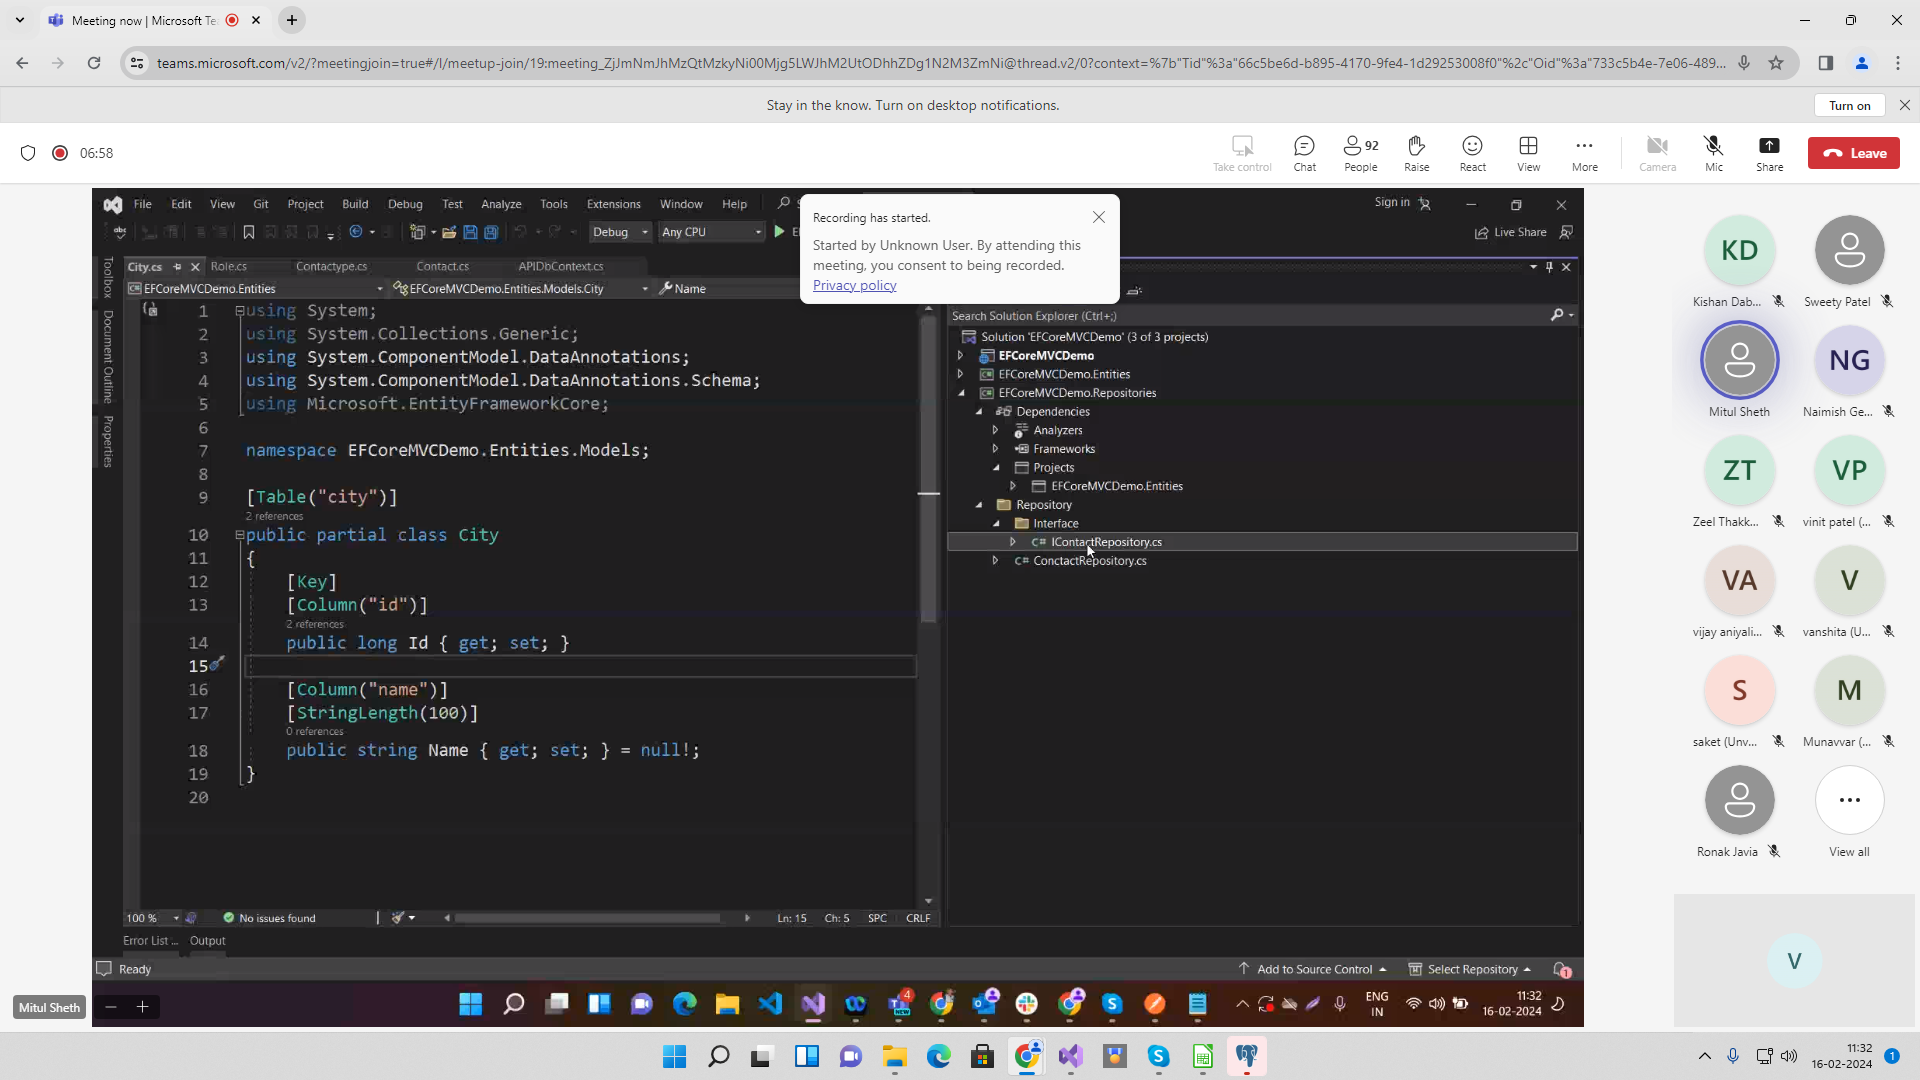 Meeting now | Microsoft Te
teams.microsoft.com/v2/?meetingjoin=true#/l/meetup-join/19:meeting_ZjJmNmJhMzQtMzkyNi00Mjg5LWJhM2UtODhhZDg1N2M3ZmNi@thread.v2/0?context=%7b"Tid"%3a"66c5be6d-b895-4170-9fe4-1d29253008f0"%2c"Oid"%3a"733c5b4e-7e06-489...
Stay in the know. Turn on desktop notifications.
Turn on
06:58
Take control
Chat
92
People
Raise
React
View
More
Camera
Mic
Share
Leave
File Edit View Git Project Build Debug Test Analyze Tools Extensions Window Help
Sign in
Debug
Any CPU
Live Share
Recording has started.
Started by Unknown User. By attending this
meeting, you consent to being recorded.
Privacy policy
Toolbox
Document Outline
Properties
City.cs
Role.cs
Contactype.cs
Contact.cs
APIDbContext.cs
EFCoreMVCDemo.Entities
EFCoreMVCDemo.Entities.Models.City
Name
1 using System;
2 using System.Collections.Generic;
3 using System.ComponentModel.DataAnnotations;
4 using System.ComponentModel.DataAnnotations.Schema;
5 using Microsoft.EntityFrameworkCore;
6
7 namespace EFCoreMVCDemo.Entities.Models;
8
9 [Table("city")]
2 references
10 public partial class City
11 {
12 [Key]
13 [Column("id")]
2 references
14 public long Id { get; set; }
15
16 [Column("name")]
17 [StringLength(100)]
0 references
18 public string Name { get; set; } = null!;
19 }
20
100 %
No issues found
Ln: 15
Ch: 5
SPC
CRLF
Error List ...
Output
Search Solution Explorer (Ctrl+;)
Solution 'EFCoreMVCDemo' (3 of 3 projects)
EFCoreMVCDemo
EFCoreMVCDemo.Entities
EFCoreMVCDemo.Repositories
Dependencies
Analyzers
Frameworks
Projects
EFCoreMVCDemo.Entities
Repository
Interface
C# IContactRepository.cs
C# ConctactRepository.cs
Ready
Add to Source Control
Select Repository
1
Mitul Sheth
4
NEW
ENG
IN
11:32
16-02-2024
KD
Kishan Dab...
Sweety Patel
Mitul Sheth
NG
Naimish Ge...
ZT
Zeel Thakk...
VP
vinit patel (...
VA
vijay aniyali...
V
vanshita (U...
S
saket (Unv...
M
Munavvar (...
Ronak Javia
View all
V
11:32
16-02-2024
1